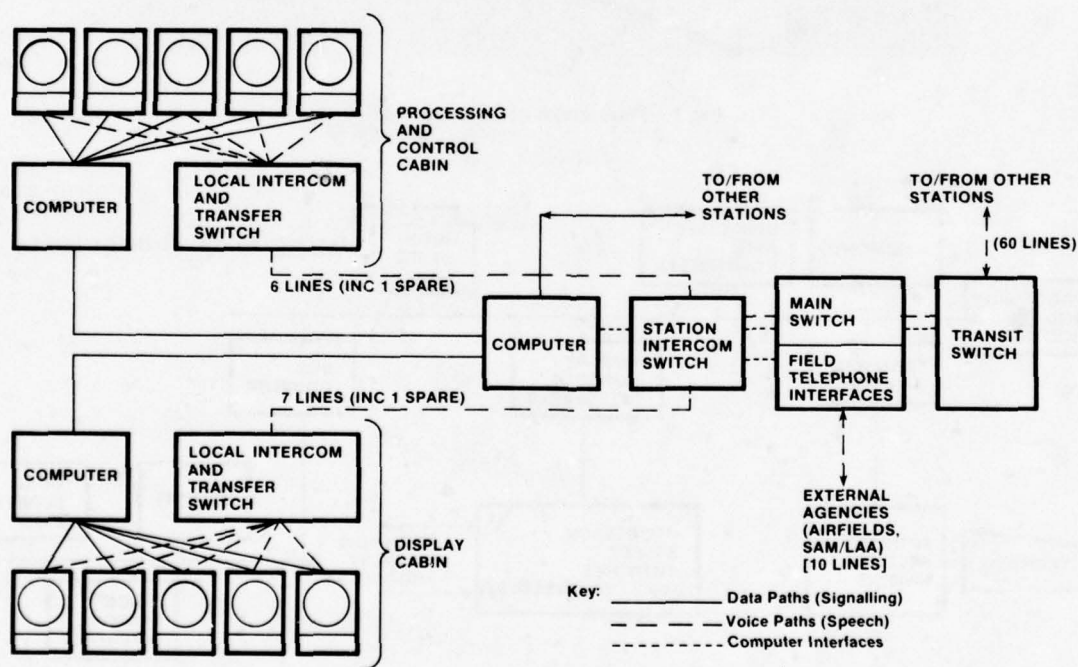 PROCESSING
AND
CONTROL
CABIN
COMPUTER
LOCAL INTERCOM
AND
TRANSFER
SWITCH
TO/FROM
OTHER
STATIONS
TO/FROM OTHER
STATIONS
(60 LINES)
6 LINES (INC 1 SPARE)
COMPUTER
STATION
INTERCOM
SWITCH
MAIN
SWITCH
FIELD
TELEPHONE
INTERFACES
TRANSIT
SWITCH
7 LINES (INC 1 SPARE)
COMPUTER
LOCAL INTERCOM
AND
TRANSFER
SWITCH
DISPLAY
CABIN
EXTERNAL
AGENCIES
(AIRFIELDS,
SAM/LAA)
[10 LINES]
Key:
Data Paths (Signalling)
Voice Paths (Speech)
Computer Interfaces